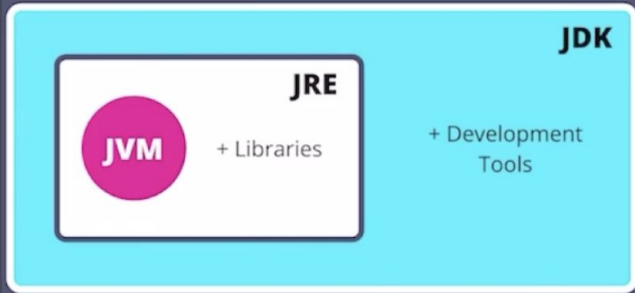 JDK
JRE
JVM
+ Libraries
+ Development
Tools